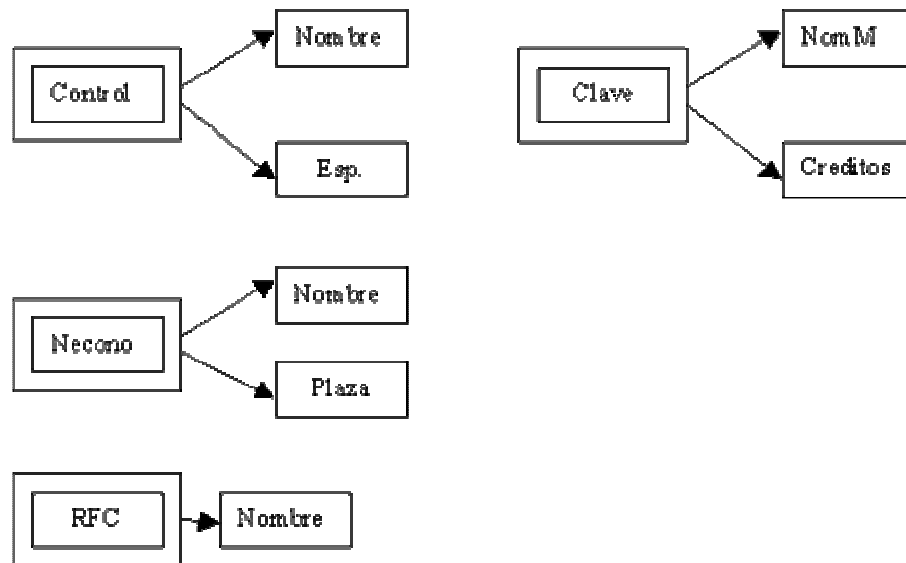 Nombre
Control
Esp.
NomM
Clave
Creditos
Nombre
Necono
Plaza
RFC
Nombre